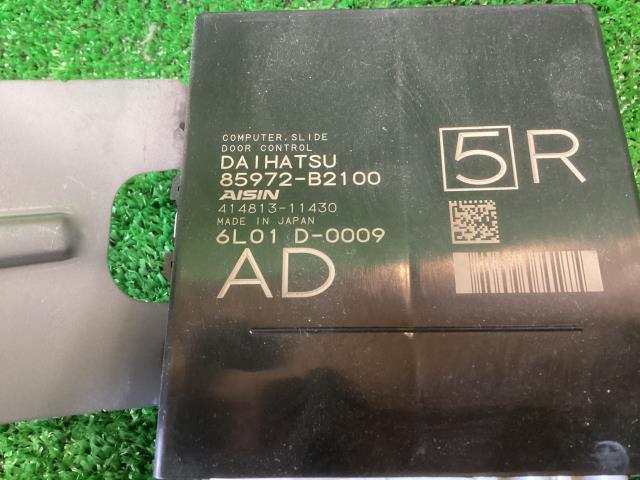 COMPUTER, SLIDE
DOOR CONTROL
DAIHATSU
85972-B2100
AISIN
414813-11430
MADE IN JAPAN
6L01 D-0009
AD
5R